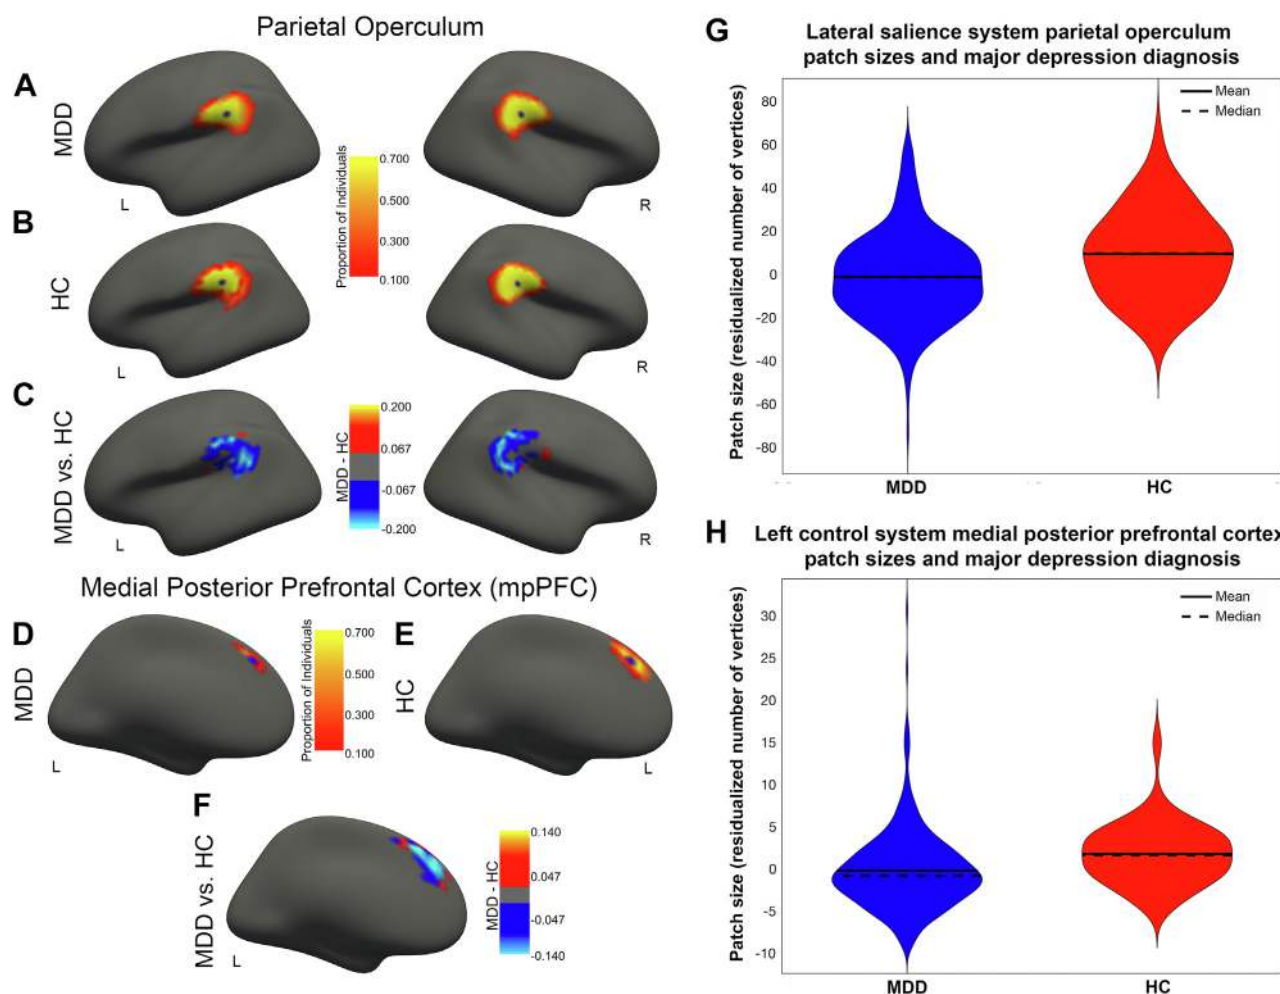 Parietal Operculum
A
MDD
L
R
Proportion of Individuals
0.700
0.500
0.300
0.100
B
HC
L
R
C
MDD vs. HC
L
R
MDD - HC
0.200
0.067
-0.067
-0.200
Medial Posterior Prefrontal Cortex (mpPFC)
D
MDD
L
Proportion of Individuals
0.700
0.500
0.300
0.100
E
HC
L
F
MDD vs. HC
L
MDD - HC
0.140
0.047
-0.047
-0.140
G
Lateral salience system parietal operculum
patch sizes and major depression diagnosis
Patch size (residualized number of vertices)
80
60
40
20
0
-20
-40
-60
-80
Mean
Median
MDD
HC
H
Left control system medial posterior prefrontal cortex
patch sizes and major depression diagnosis
Patch size (residualized number of vertices)
30
25
20
15
10
5
0
-5
-10
Mean
Median
MDD
HC